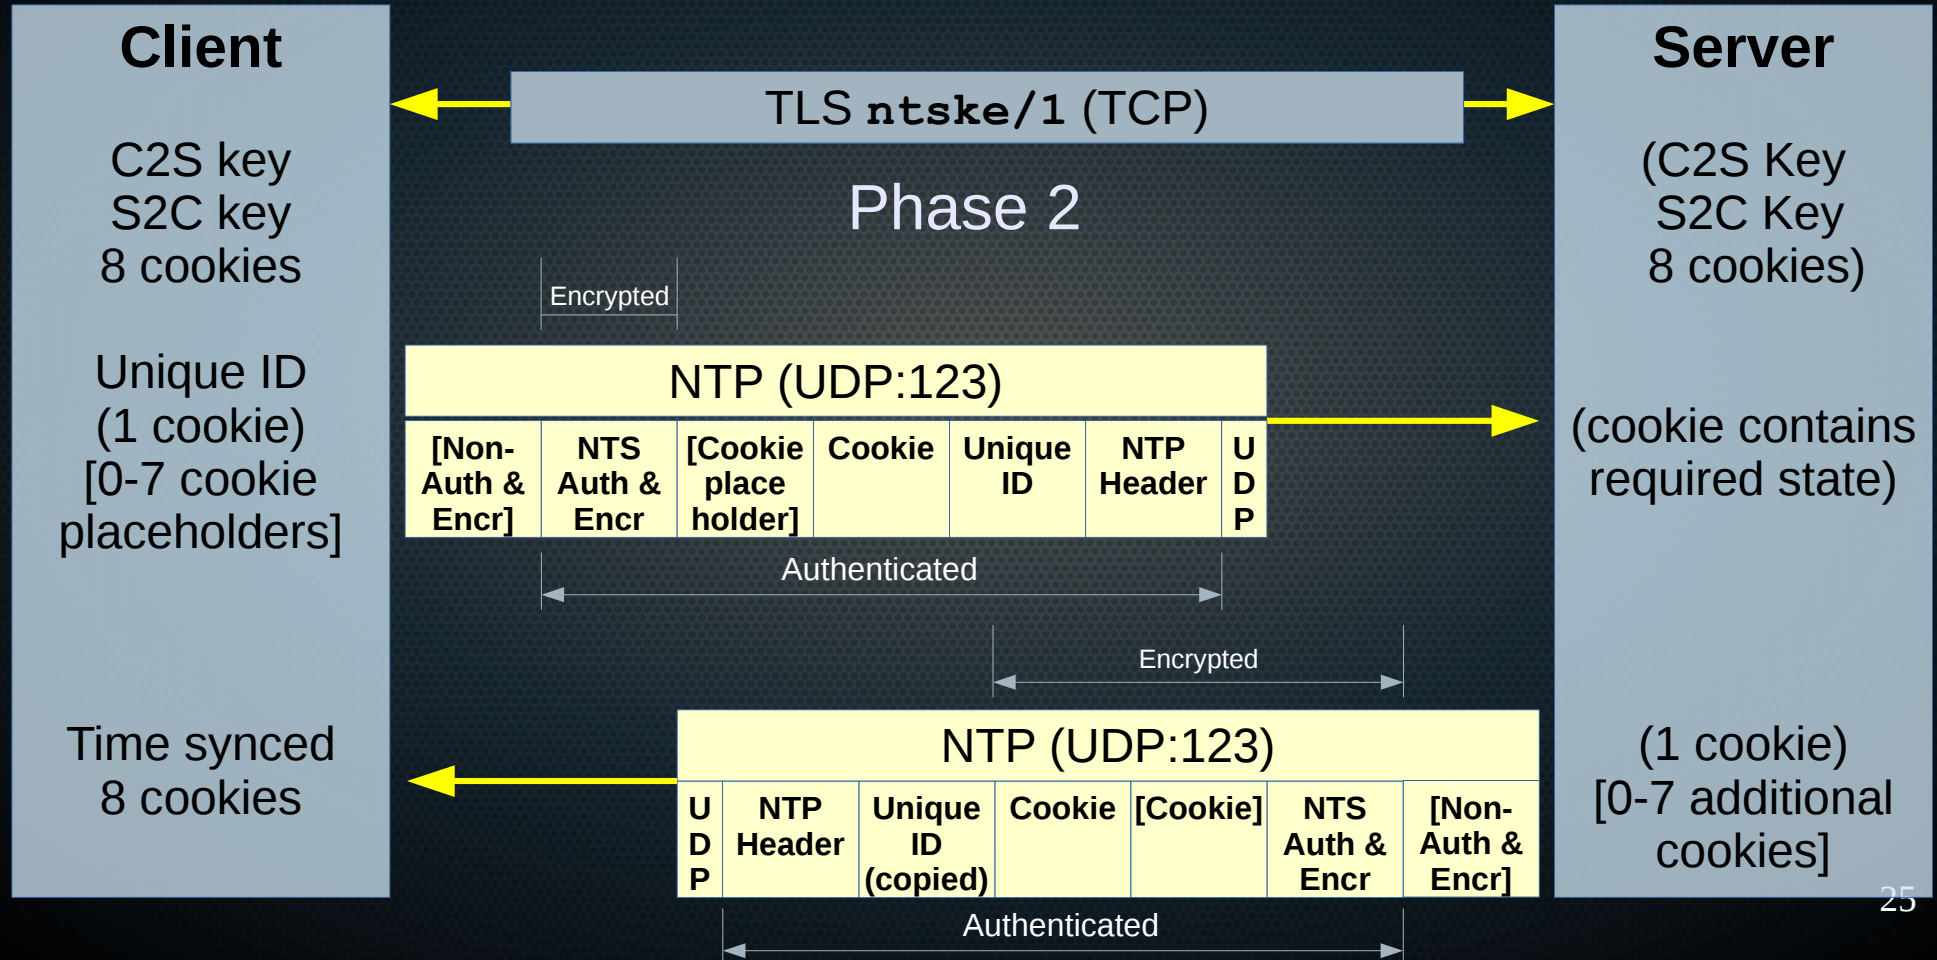 Client
C2S key
S2C key
8 cookies
Unique ID
(1 cookie)
[0-7 cookie
placeholders]
Time synced
8 cookies
TLS ntske/1 (TCP)
Phase 2
Encrypted
NTP (UDP:123)
[Non-
Auth &
Encr]
NTS
Auth &
Encr
[Cookie
place
holder]
Cookie
Unique
ID
NTP
Header
U
D
P
Authenticated
Encrypted
NTP (UDP:123)
U
D
P
NTP
Header
Unique
ID
(copied)
Cookie
[Cookie]
NTS
Auth &
Encr
[Non-
Auth &
Encr]
Authenticated
Server
(C2S Key
S2C Key
8 cookies)
(cookie contains
required state)
(1 cookie)
[0-7 additional
cookies]
25